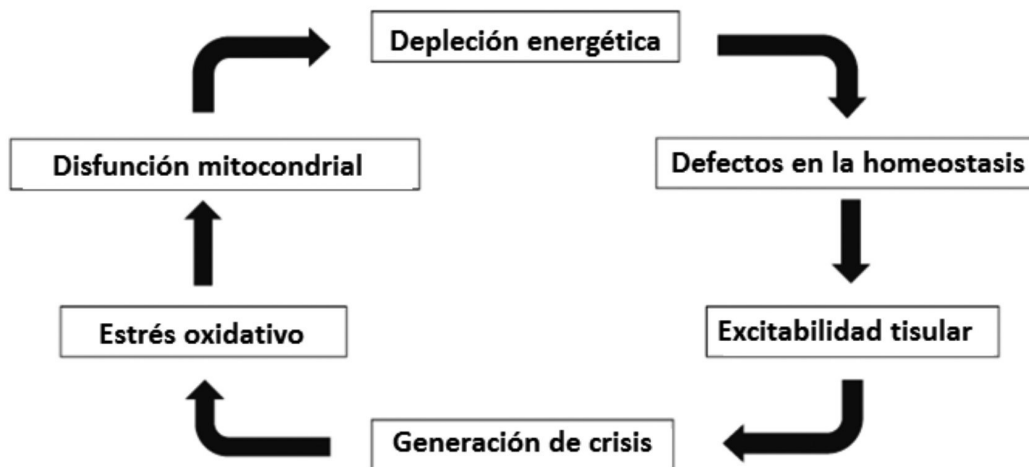 Depleción energética
Disfunción mitocondrial
Defectos en la homeostasis
Estrés oxidativo
Excitabilidad tisular
Generación de crisis